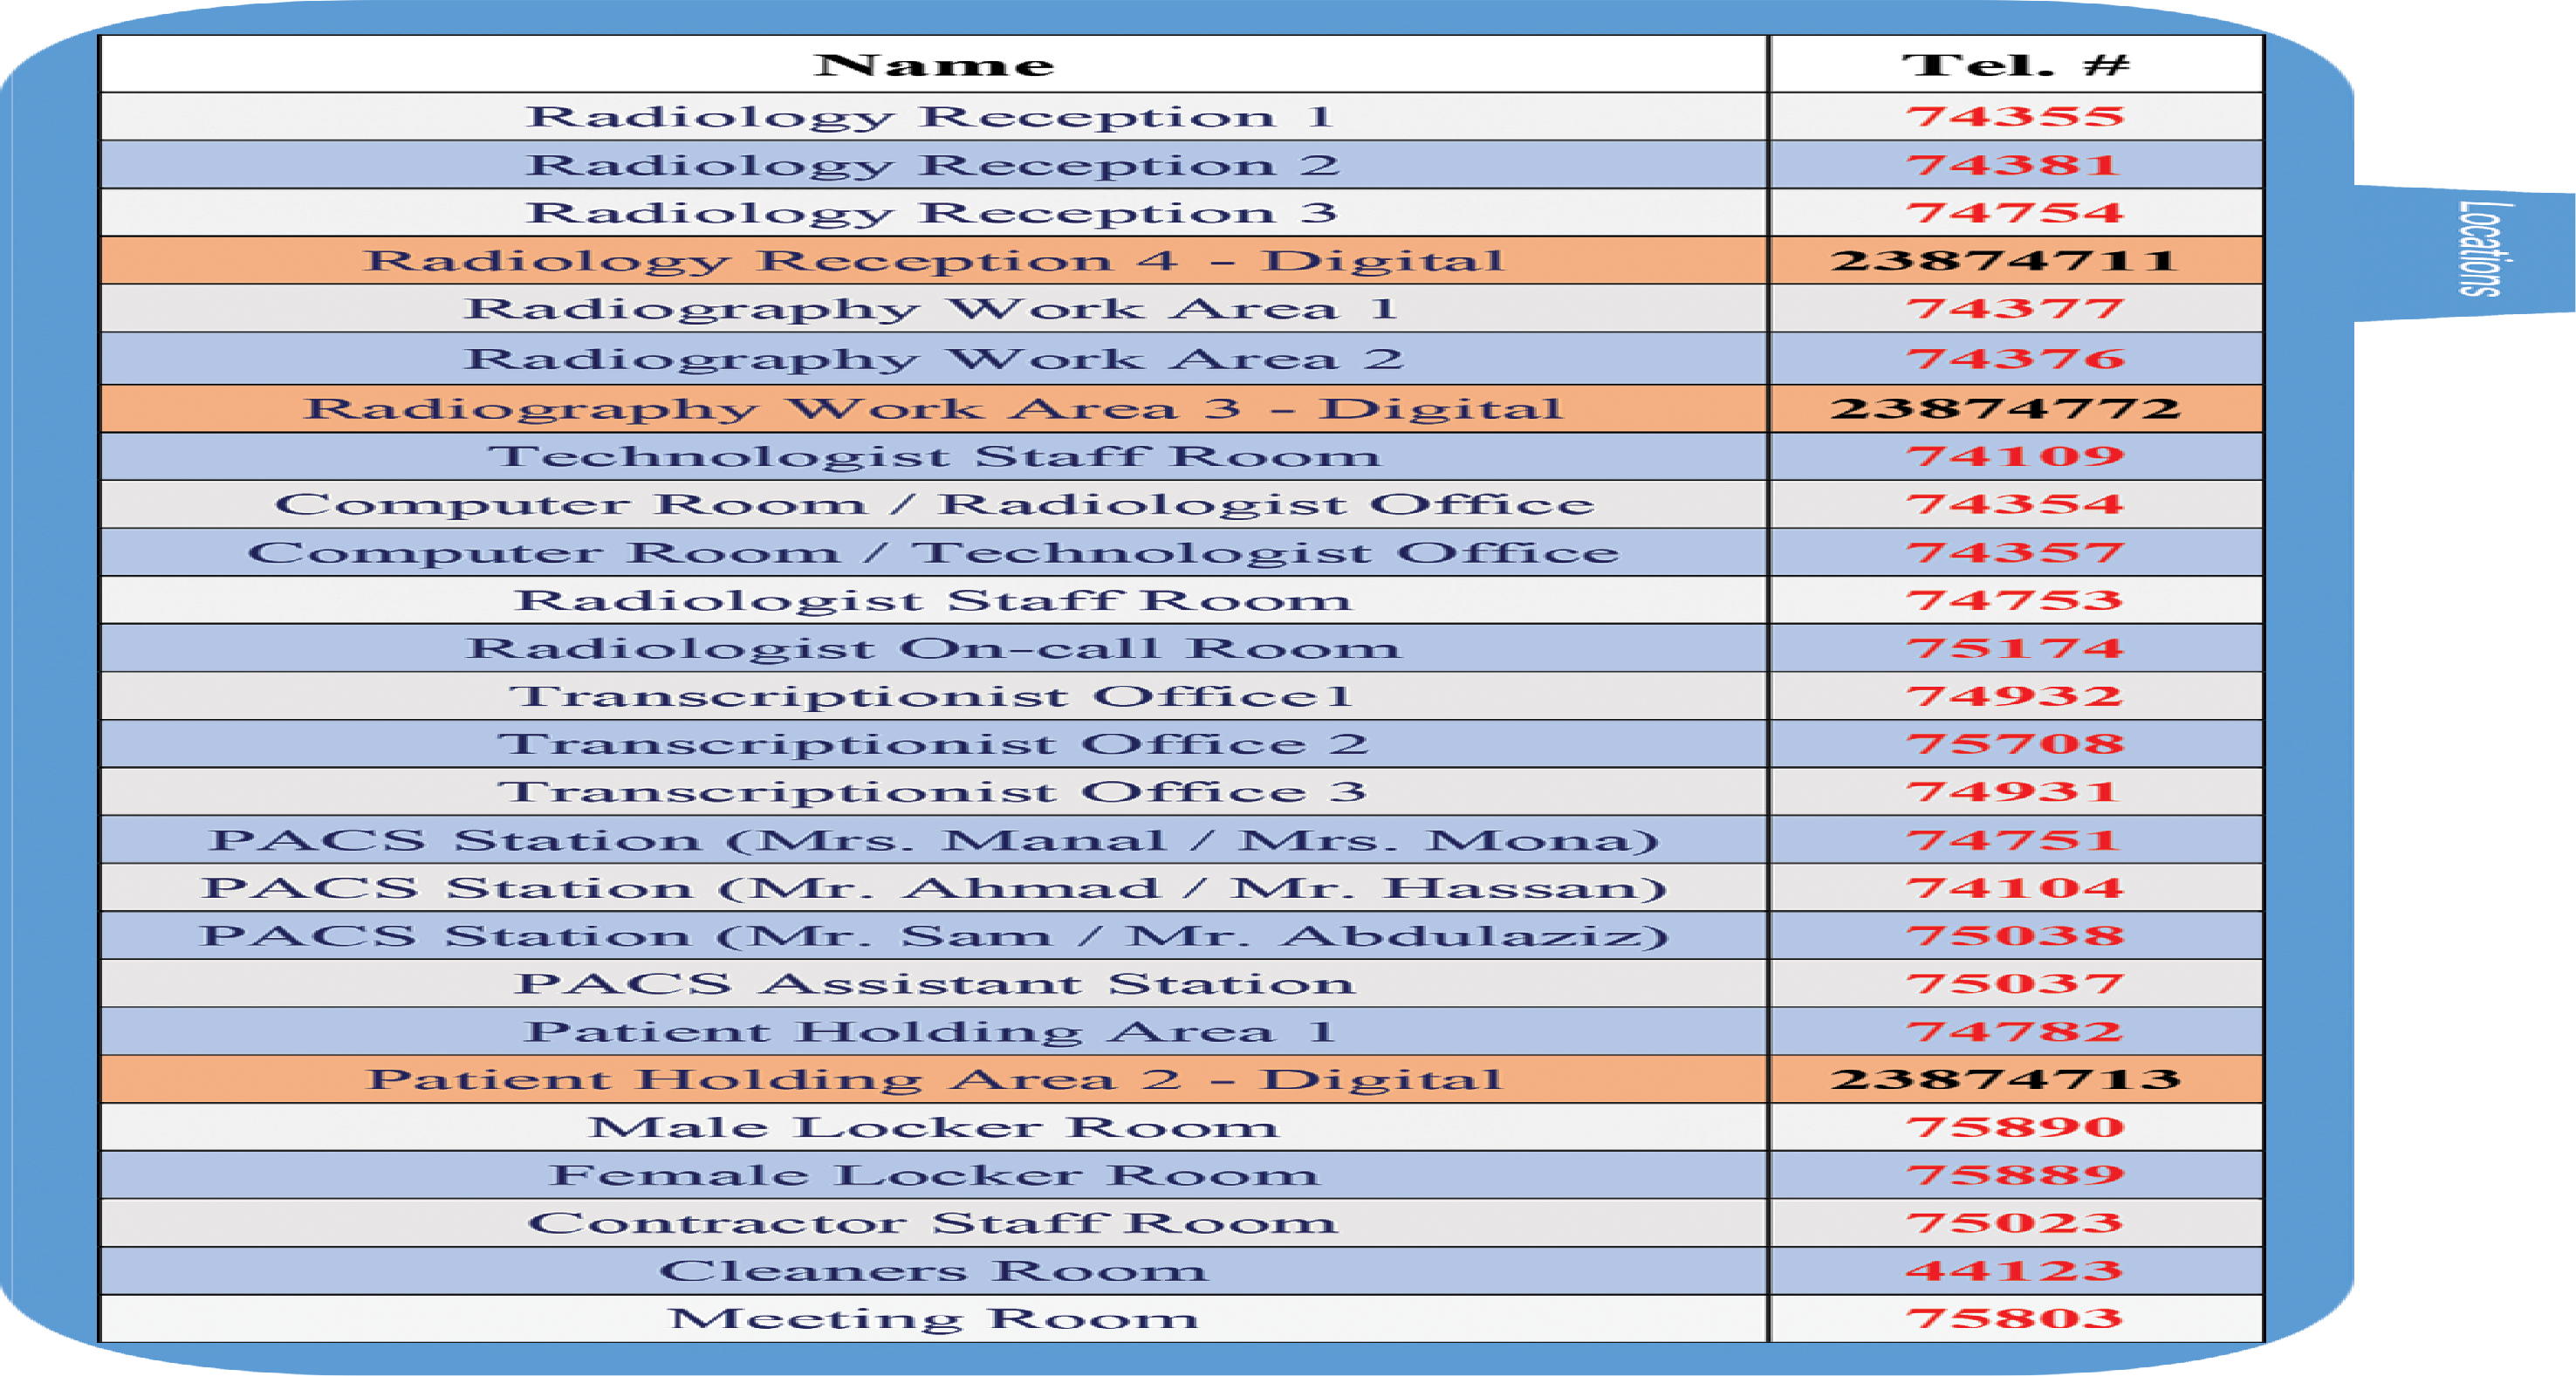 Name Tel. #
Radiology Reception 1 74355
Radiology Reception 2 74381
Radiology Reception 3 74754
Radiology Reception 4 - Digital 23874711
Radiography Work Area 1 74377
Radiography Work Area 2 74376
Radiography Work Area 3 - Digital 23874772
Technologist Staff Room 74109
Computer Room / Radiologist Office 74354
Computer Room / Technologist Office 74357
Radiologist Staff Room 74753
Radiologist On-call Room 75174
Transcriptionist Office1 74932
Transcriptionist Office 2 75708
Transcriptionist Office 3 74931
PACS Station (Mrs. Manal / Mrs. Mona) 74751
PACS Station (Mr. Ahmad / Mr. Hassan) 74104
PACS Station (Mr. Sam / Mr. Abdulaziz) 75038
PACS Assistant Station 75037
Patient Holding Area 1 74782
Patient Holding Area 2 - Digital 23874713
Male Locker Room 75890
Female Locker Room 75889
Contractor Staff Room 75023
Cleaners Room 44123
Meeting Room 75803
Locations